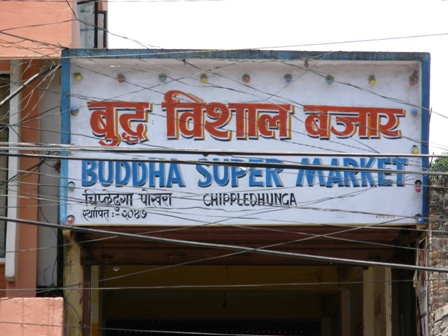 बुद्ध विशाल बजार
BUDDHA SUPER MARKET
चिप्लेढुंगा पोखरा CHIPPLEDHUNGA
स्थापित :- २०४७